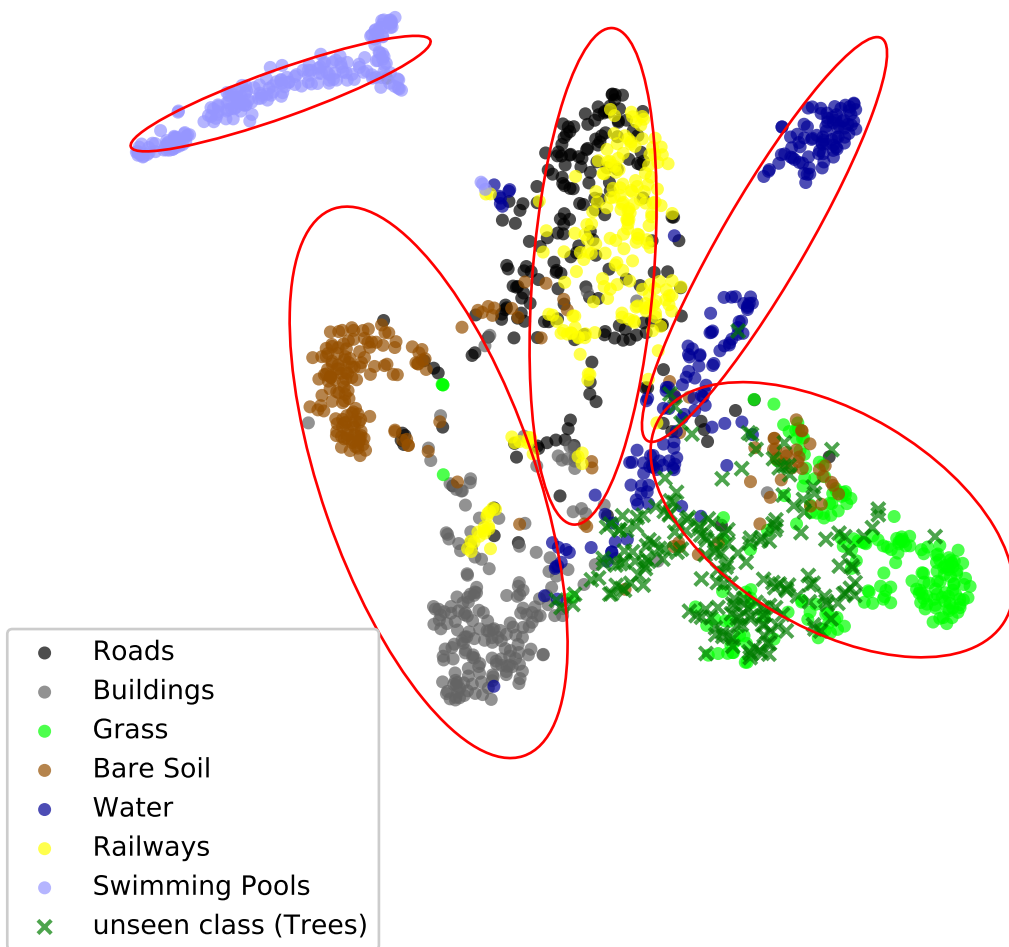 Roads
Buildings
Grass
Bare Soil
Water
Railways
Swimming Pools
unseen class (Trees)